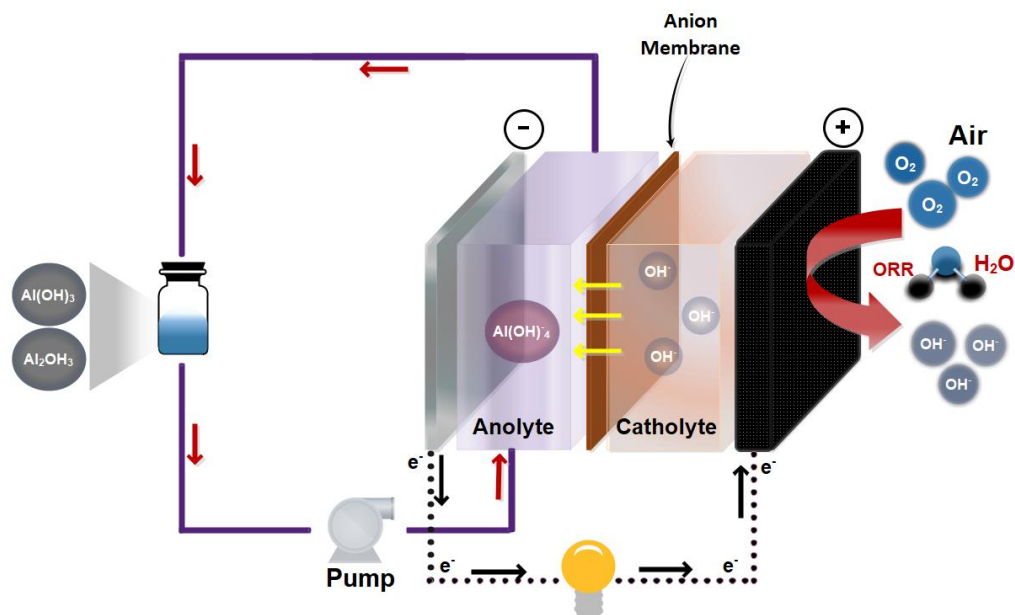 Anion
Membrane
-
+
Air
O₂
O₂
O₂
ORR
H₂O
OH⁻
OH⁻
OH⁻
Al(OH)₃
Al₂OH₃
Al(OH)⁻₄
OH⁻
OH⁻
OH⁻
Anolyte
Catholyte
e⁻
e⁻
Pump
e⁻
e⁻